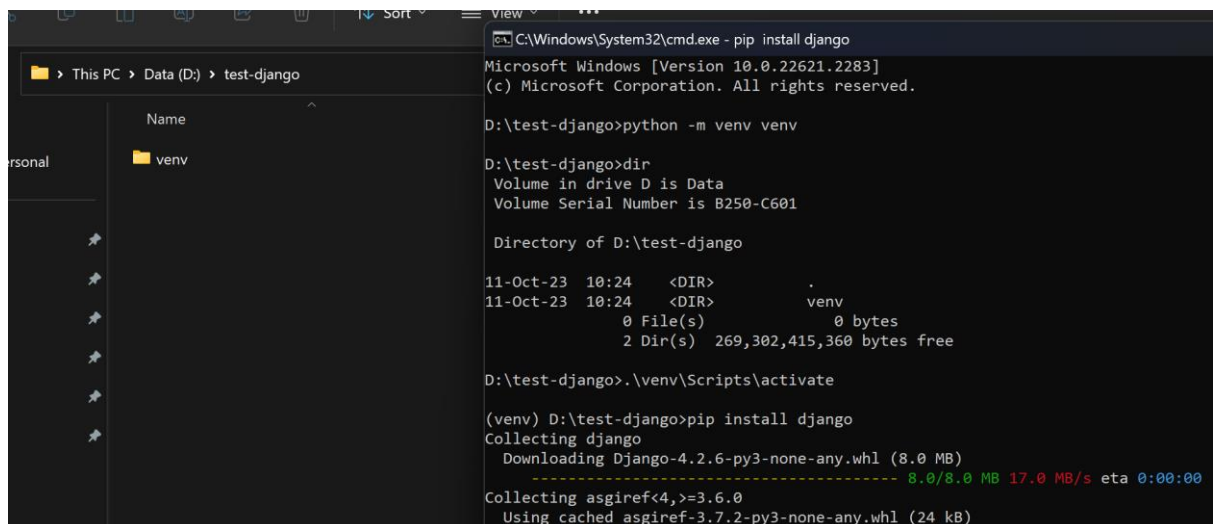 Sort
View
C:\Windows\System32\cmd.exe - pip  install django
This PC > Data (D:) > test-django
Name
ersonal
venv
Microsoft Windows [Version 10.0.22621.2283]
(c) Microsoft Corporation. All rights reserved.
D:\test-django>python -m venv venv
D:\test-django>dir
 Volume in drive D is Data
 Volume Serial Number is B250-C601
 Directory of D:\test-django
11-Oct-23  10:24    <DIR>          .
11-Oct-23  10:24    <DIR>          venv
               0 File(s)              0 bytes
               2 Dir(s)  269,302,415,360 bytes free
D:\test-django>.\venv\Scripts\activate
(venv) D:\test-django>pip install django
Collecting django
  Downloading Django-4.2.6-py3-none-any.whl (8.0 MB)
     ---------------------------------------- 8.0/8.0 MB 17.0 MB/s eta 0:00:00
Collecting asgiref<4,>=3.6.0
  Using cached asgiref-3.7.2-py3-none-any.whl (24 kB)